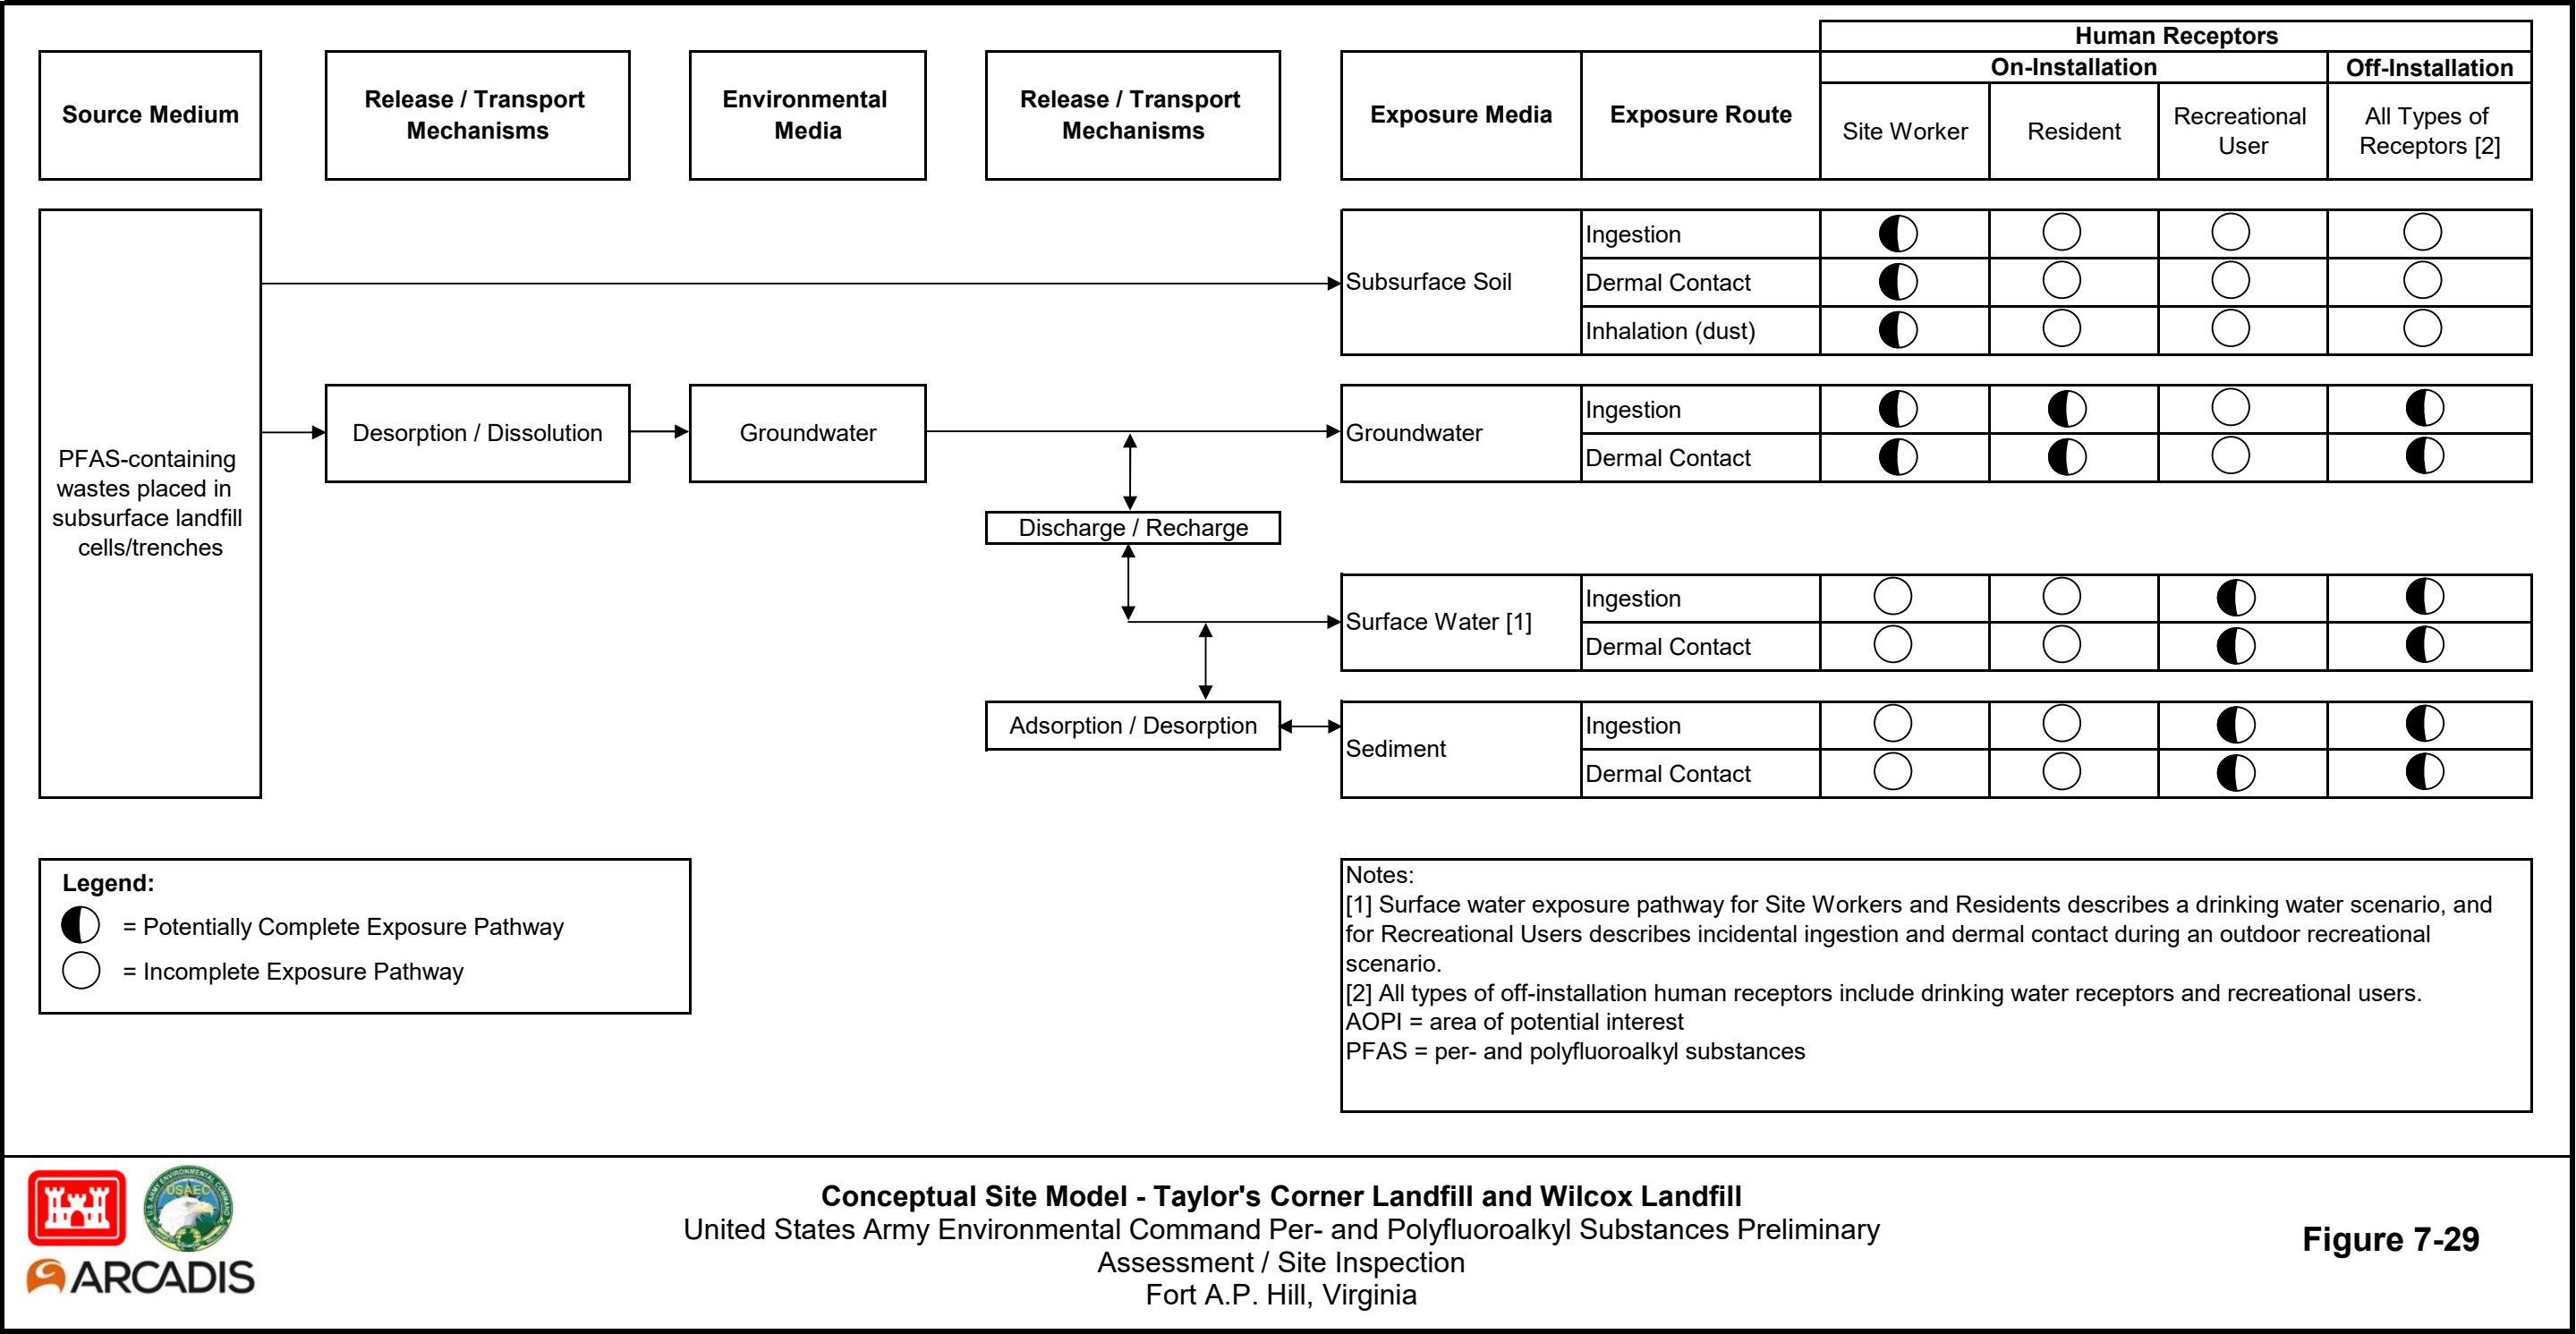 Human Receptors
On-Installation
Off-Installation
Source Medium
Release / Transport
Mechanisms
Environmental
Media
Release / Transport
Mechanisms
Exposure Media
Exposure Route
Site Worker
Resident
Recreational
User
All Types of
Receptors [2]
PFAS-containing
wastes placed in
subsurface landfill
cells/trenches
Subsurface Soil
Ingestion
Dermal Contact
Inhalation (dust)
Desorption / Dissolution
Groundwater
Groundwater
Ingestion
Dermal Contact
Discharge / Recharge
Surface Water [1]
Ingestion
Dermal Contact
Adsorption / Desorption
Sediment
Ingestion
Dermal Contact
Legend:
= Potentially Complete Exposure Pathway
= Incomplete Exposure Pathway
Notes:
[1] Surface water exposure pathway for Site Workers and Residents describes a drinking water scenario, and
for Recreational Users describes incidental ingestion and dermal contact during an outdoor recreational
scenario.
[2] All types of off-installation human receptors include drinking water receptors and recreational users.
AOPI = area of potential interest
PFAS = per- and polyfluoroalkyl substances
USAEC
ARCADIS
Conceptual Site Model - Taylor's Corner Landfill and Wilcox Landfill
United States Army Environmental Command Per- and Polyfluoroalkyl Substances Preliminary
Assessment / Site Inspection
Fort A.P. Hill, Virginia
Figure 7-29